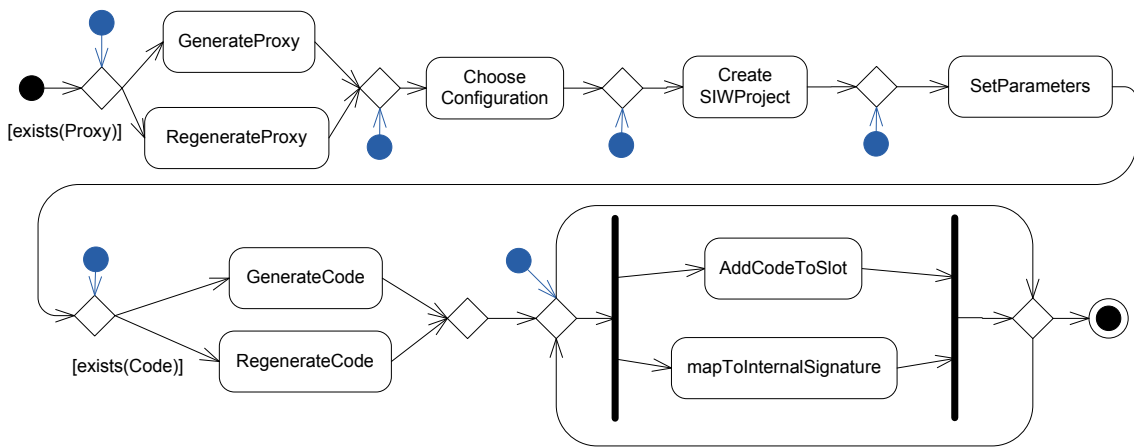 GenerateProxy
[exists(Proxy)]
RegenerateProxy
Choose
Configuration
Create
SIWProject
SetParameters
GenerateCode
[exists(Code)]
RegenerateCode
AddCodeToSlot
mapToInternalSignature